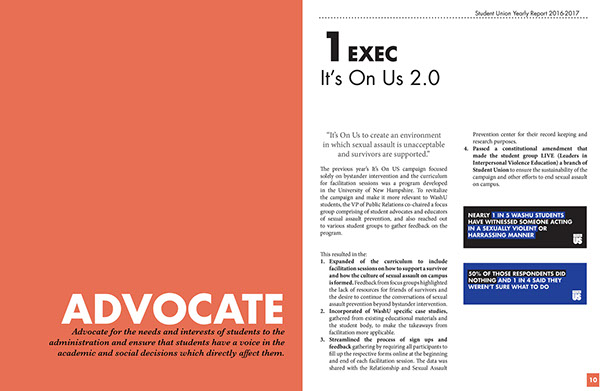 ADVOCATE
Advocate for the needs and interests of students to the
administration and ensure that students have a voice in the
academic and social decisions which directly affect them.
Student Union Yearly Report 2016-2017
1 EXEC
It's On Us 2.0
"It's On Us to create an environment
in which sexual assault is unacceptable
and survivors are supported."
The previous year's It's On US campaign focused
solely on bystander intervention and the curriculum
for facilitation sessions was a program developed
in the University of New Hampshire. To revitalize
the campaign and make it more relevant to WashU
students, the VP of Public Relations co-chaired a focus
group comprising of student advocates and educators
of sexual assault prevention, and also reached out
to various student groups to gather feedback on the
program.
This resulted in the:
1. Expanded of the curriculum to include
facilitation sessions on how to support a survivor
and how the culture of sexual assault on campus
is formed. Feedback from focus groups highlighted
the lack of resources for friends of survivors and
the desire to continue the conversations of sexual
assault prevention beyond bystander intervention.
2. Incorporated of WashU specific case studies,
gathered from existing educational materials and
the student body, to make the takeaways from
facilitation more applicable.
3. Streamlined the process of sign ups and
feedback gathering by requiring all participants to
fill up the respective forms online at the beginning
and end of each facilitation session. The data was
shared with the Relationship and Sexual Assault
Prevention center for their record keeping and
research purposes.
4. Passed a constitutional amendment that
made the student group LIVE (Leaders in
Interpersonal Violence Education) a branch of
Student Union to ensure the sustainability of the
campaign and other efforts to end sexual assault
on campus.
NEARLY 1 IN 5 WASHU STUDENTS
HAVE WITNESSED SOMEONE ACTING
IN A SEXUALLY VIOLENT OR
HARRASSING MANNER
US
50% OF THOSE RESPONDENTS DID
NOTHING AND 1 IN 4 SAID THEY
WEREN'T SURE WHAT TO DO
US
10